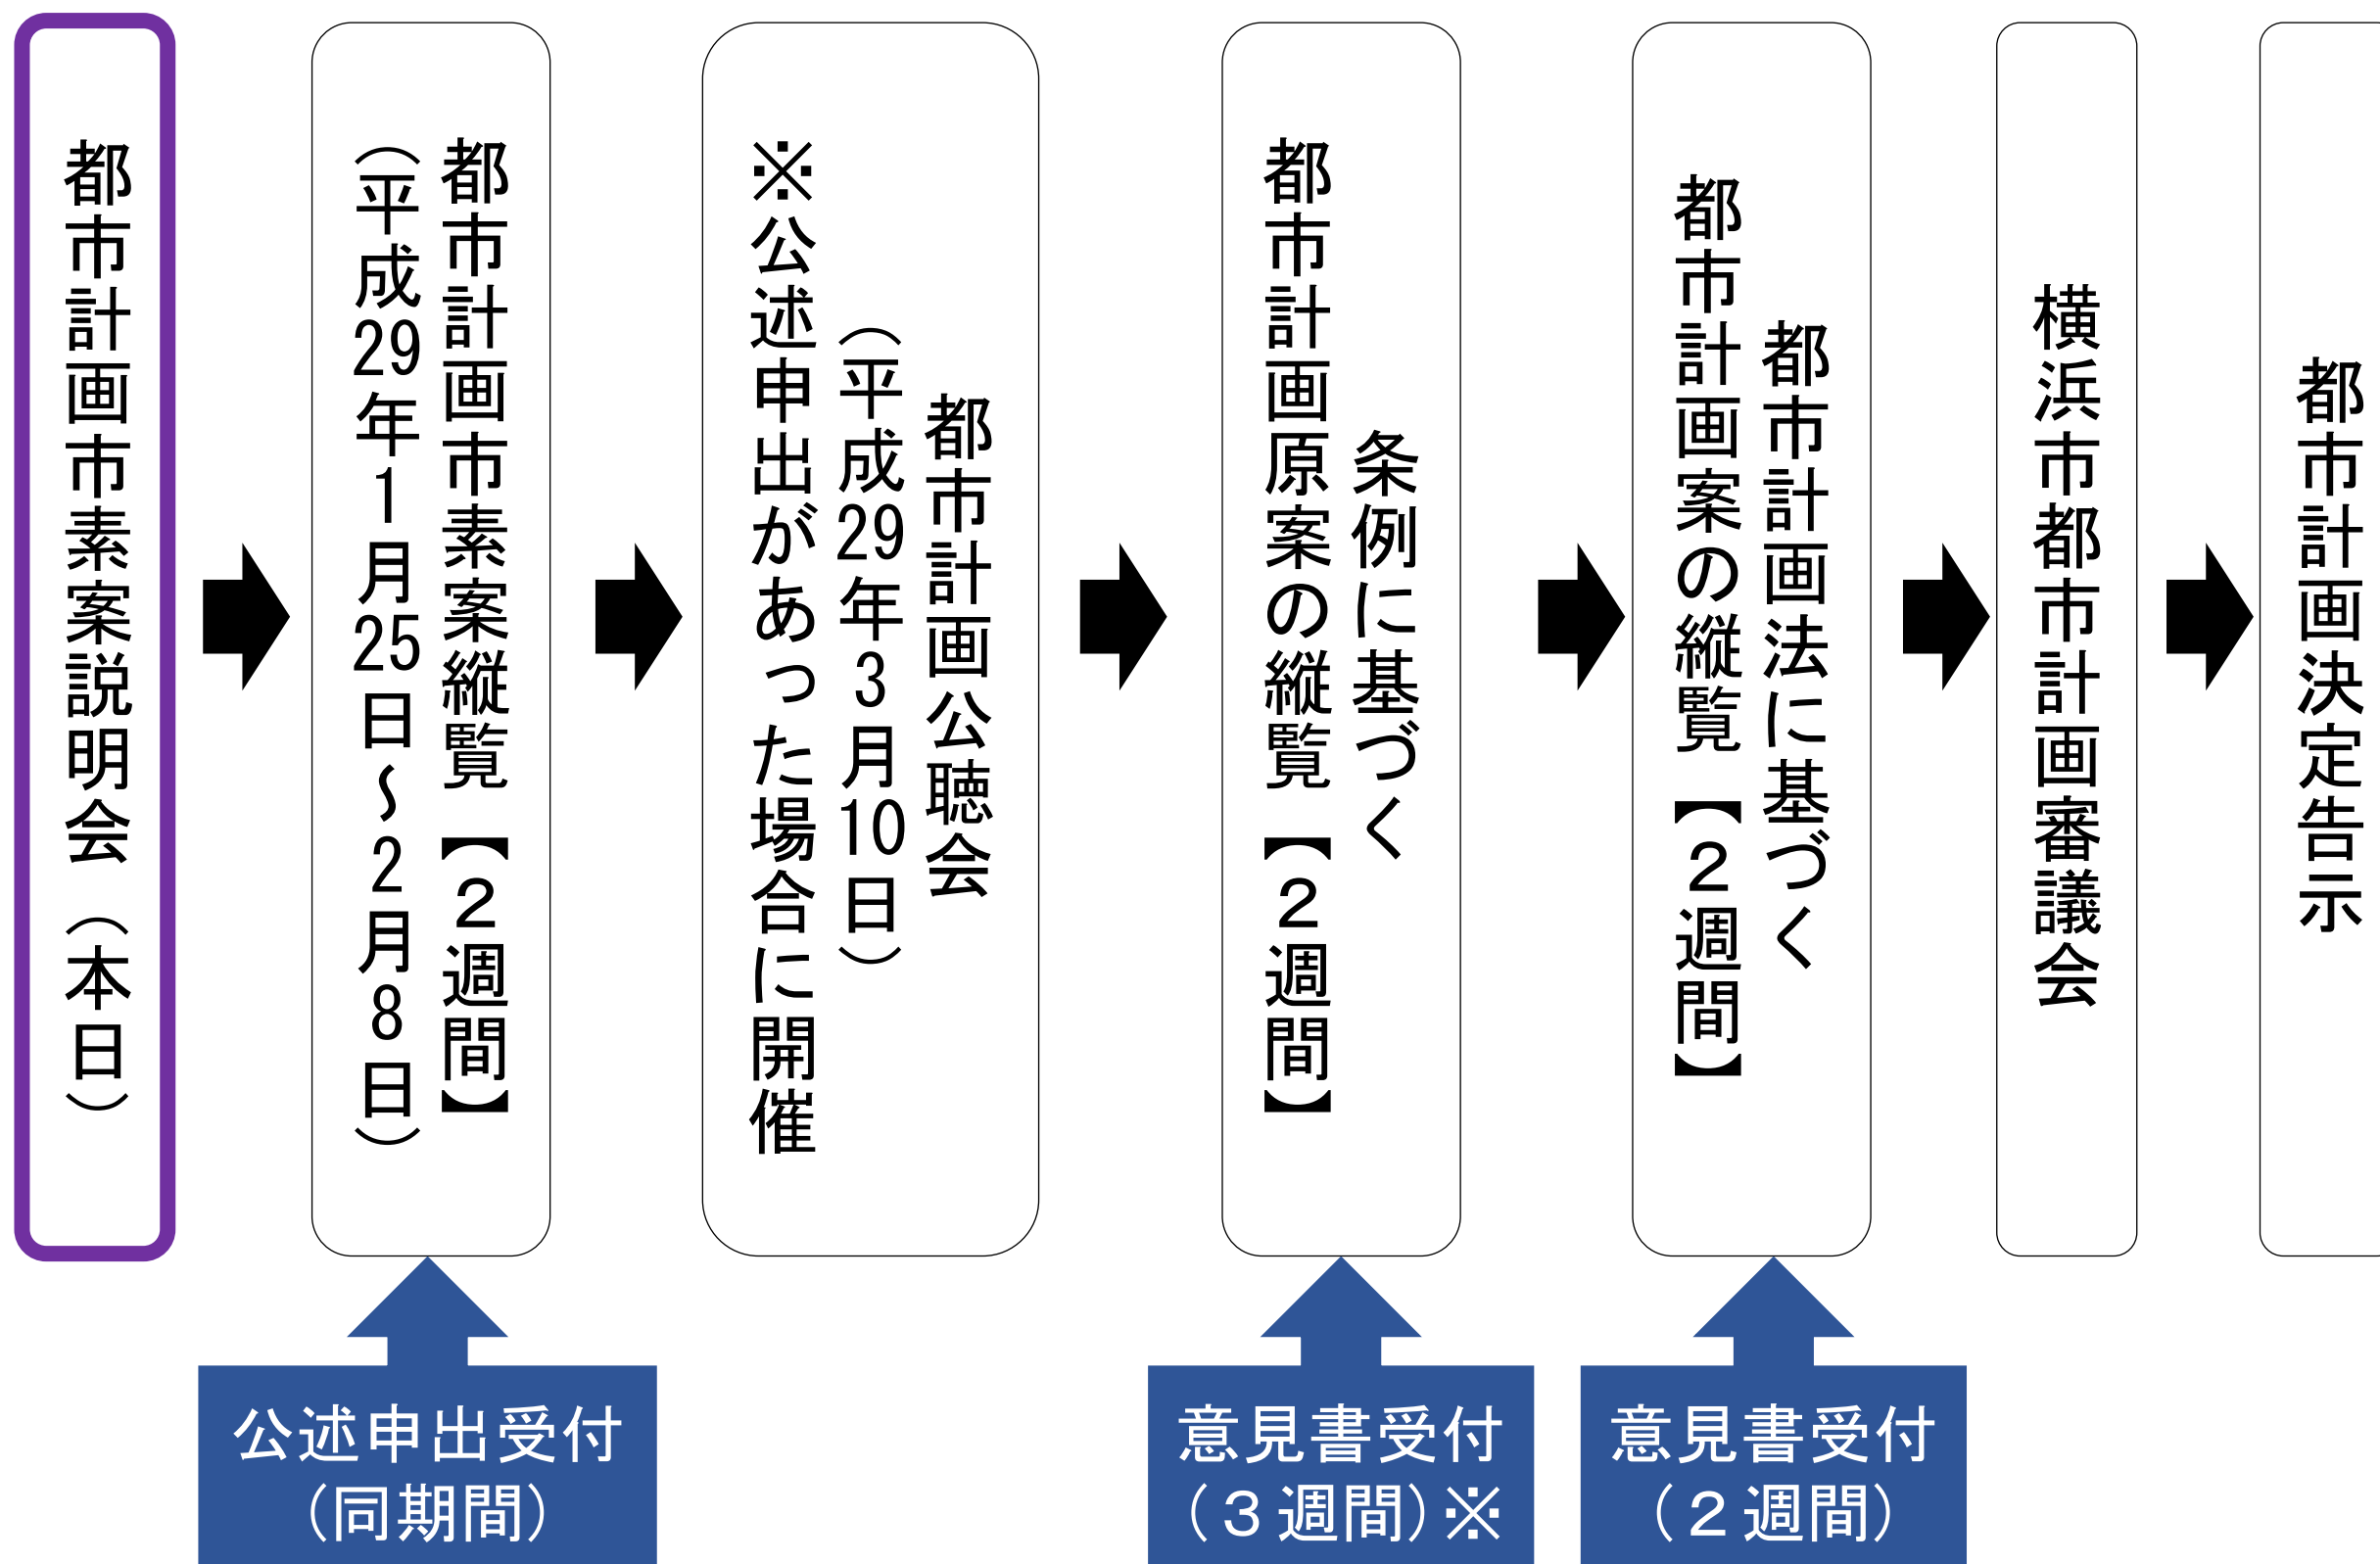 都市計画市素案説明会（本日）
都市計画市素案の縦覧【２週間】
（平成29年1月25日～2月8日）
都市計画公聴会
（平成29年3月10日）
※公述申出があった場合に開催
条例に基づく
都市計画原案の縦覧【２週間】
都市計画法に基づく
都市計画案の縦覧【２週間】
横浜市都市計画審議会
都市計画決定告示
公述申出受付
（同期間）
意見書受付
（３週間）※
意見書受付
（２週間）